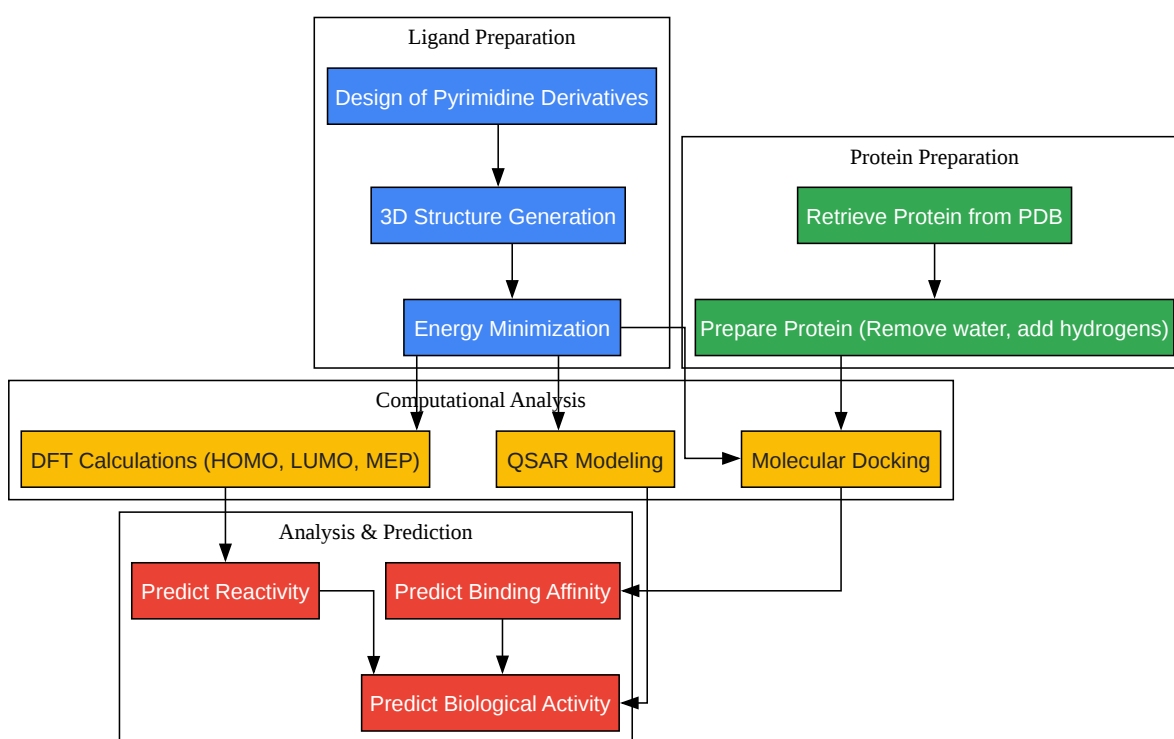 Ligand Preparation
Design of Pyrimidine Derivatives
3D Structure Generation
Energy Minimization
Protein Preparation
Retrieve Protein from PDB
Prepare Protein (Remove water, add hydrogens)
Computational Analysis
DFT Calculations (HOMO, LUMO, MEP)
QSAR Modeling
Molecular Docking
Analysis & Prediction
Predict Reactivity
Predict Binding Affinity
Predict Biological Activity